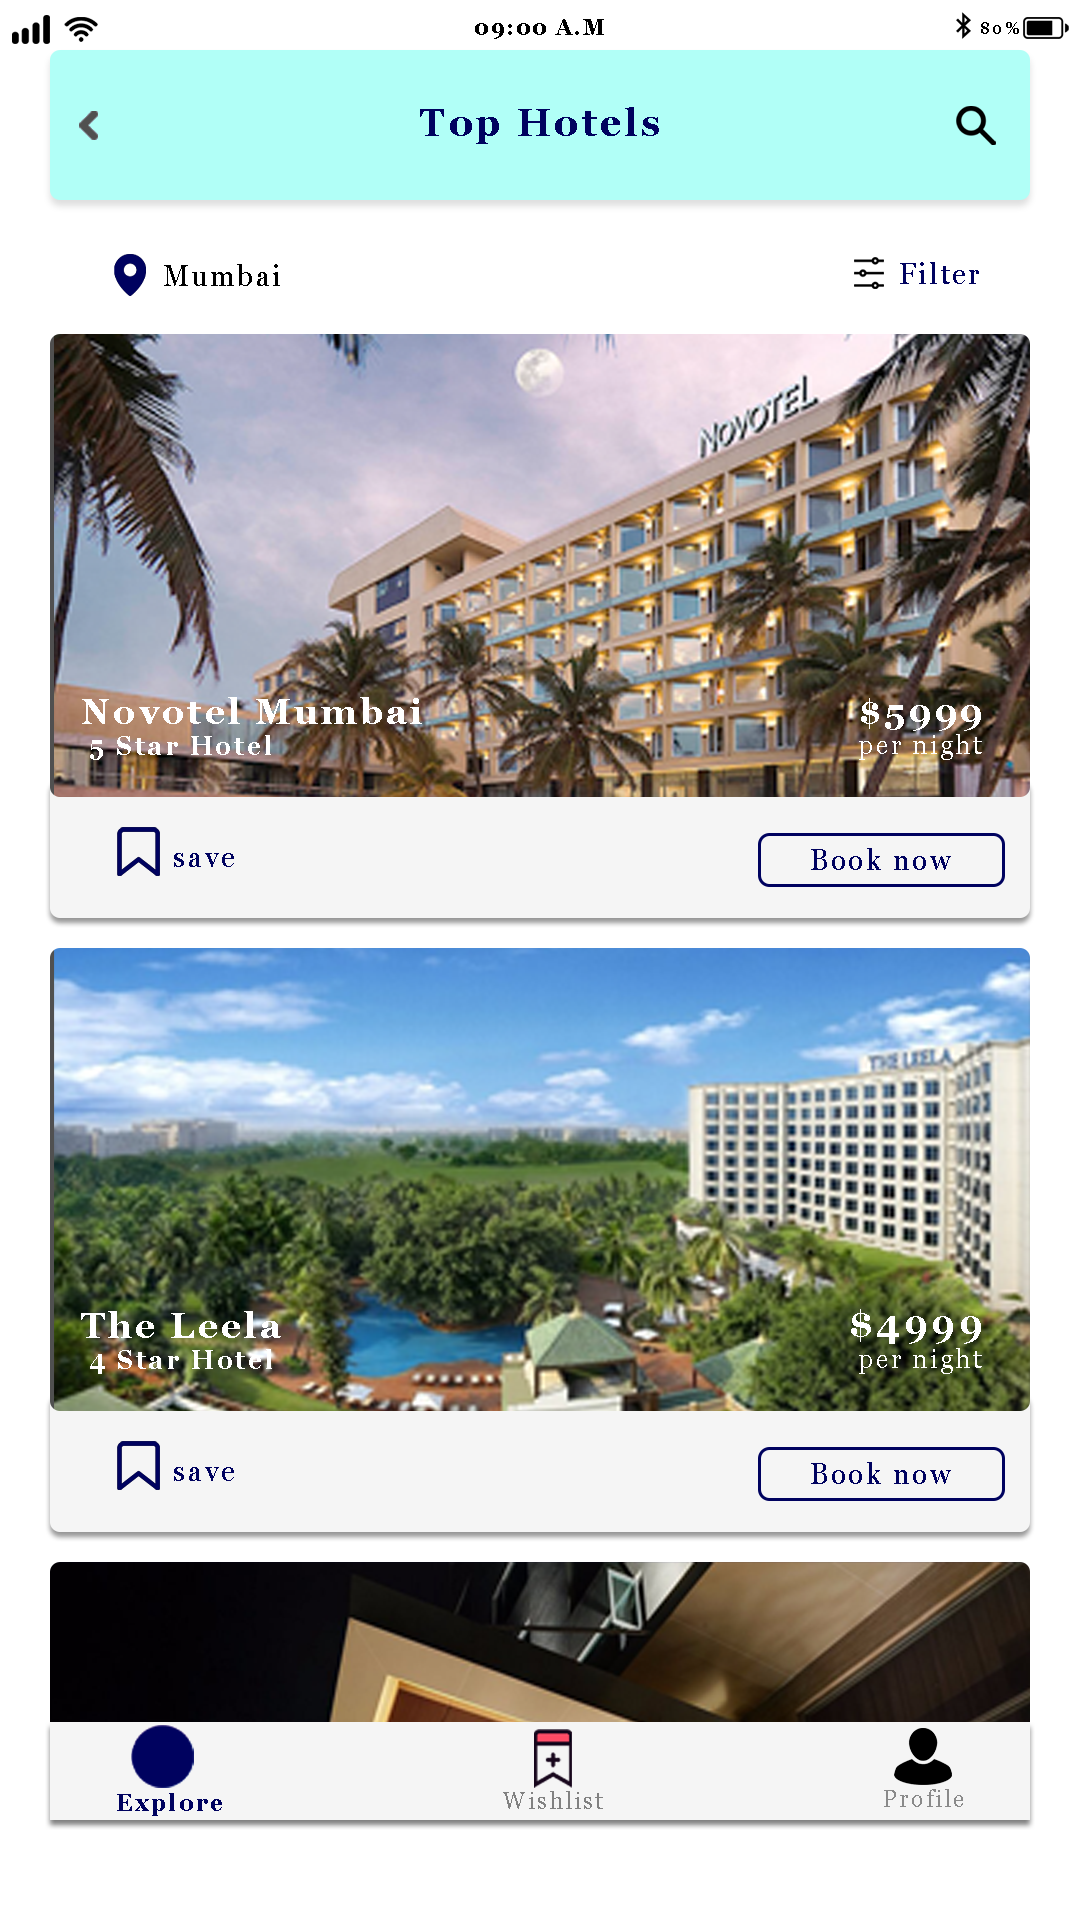 09:00 A.M
80%
Top Hotels
Mumbai
Filter
NOVOTEL
Novotel Mumbai
$5999
5 Star Hotel
per night
save
Book now
THE LEELA
The Leela
$4999
4 Star Hotel
per night
save
Book now
Explore
Wishlist
Profile